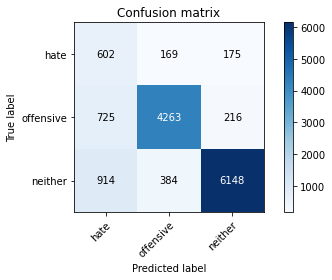 Confusion matrix
True label
hate
602 169 175
offensive
725 4263 216
neither
914 384 6148
hate
offensive
neither
Predicted label
6000
5000
4000
3000
2000
1000